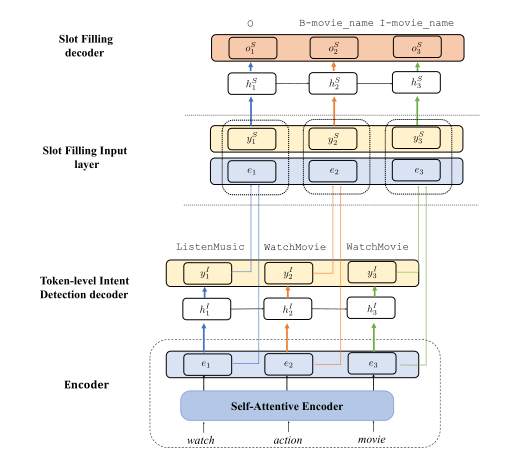 O B-movie_name I-movie_name
Slot Filling
decoder
o_1^S o_2^S o_3^S
h_1^S h_2^S h_3^S
Slot Filling Input
layer
y_1^S y_2^S y_3^S
e_1 e_2 e_3
ListenMusic WatchMovie WatchMovie
Token-level Intent
Detection decoder
y_1^I y_2^I y_3^I
h_1^I h_2^I h_3^I
Encoder
e_1 e_2 e_3
Self-Attentive Encoder
watch action movie